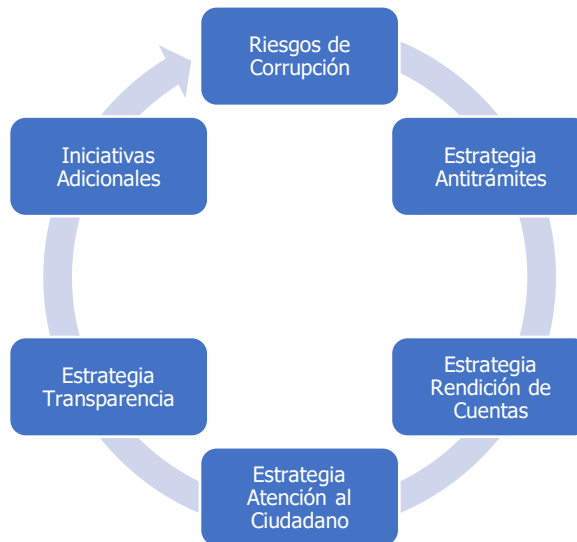 Riesgos de
Corrupción
Estrategia
Antitrámites
Estrategia
Rendición de
Cuentas
Estrategia
Atención al
Ciudadano
Estrategia
Transparencia
Iniciativas
Adicionales